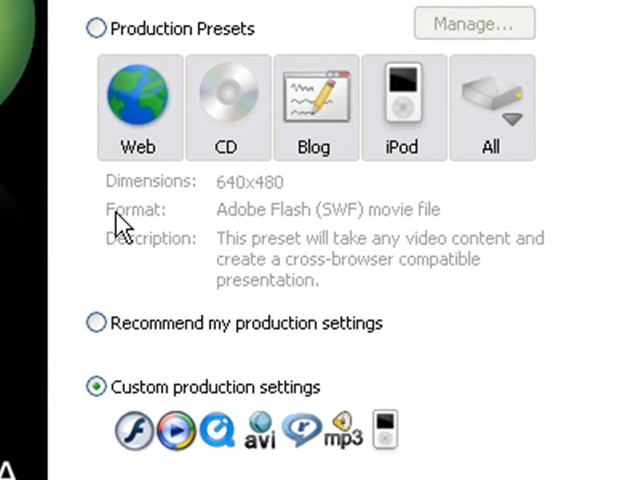 Production Presets
Manage...
Web
CD
Blog
iPod
All
Dimensions: 640x480
Format: Adobe Flash (SWF) movie file
Description: This preset will take any video content and
create a cross-browser compatible
presentation.
Recommend my production settings
Custom production settings
avi
mp3
A